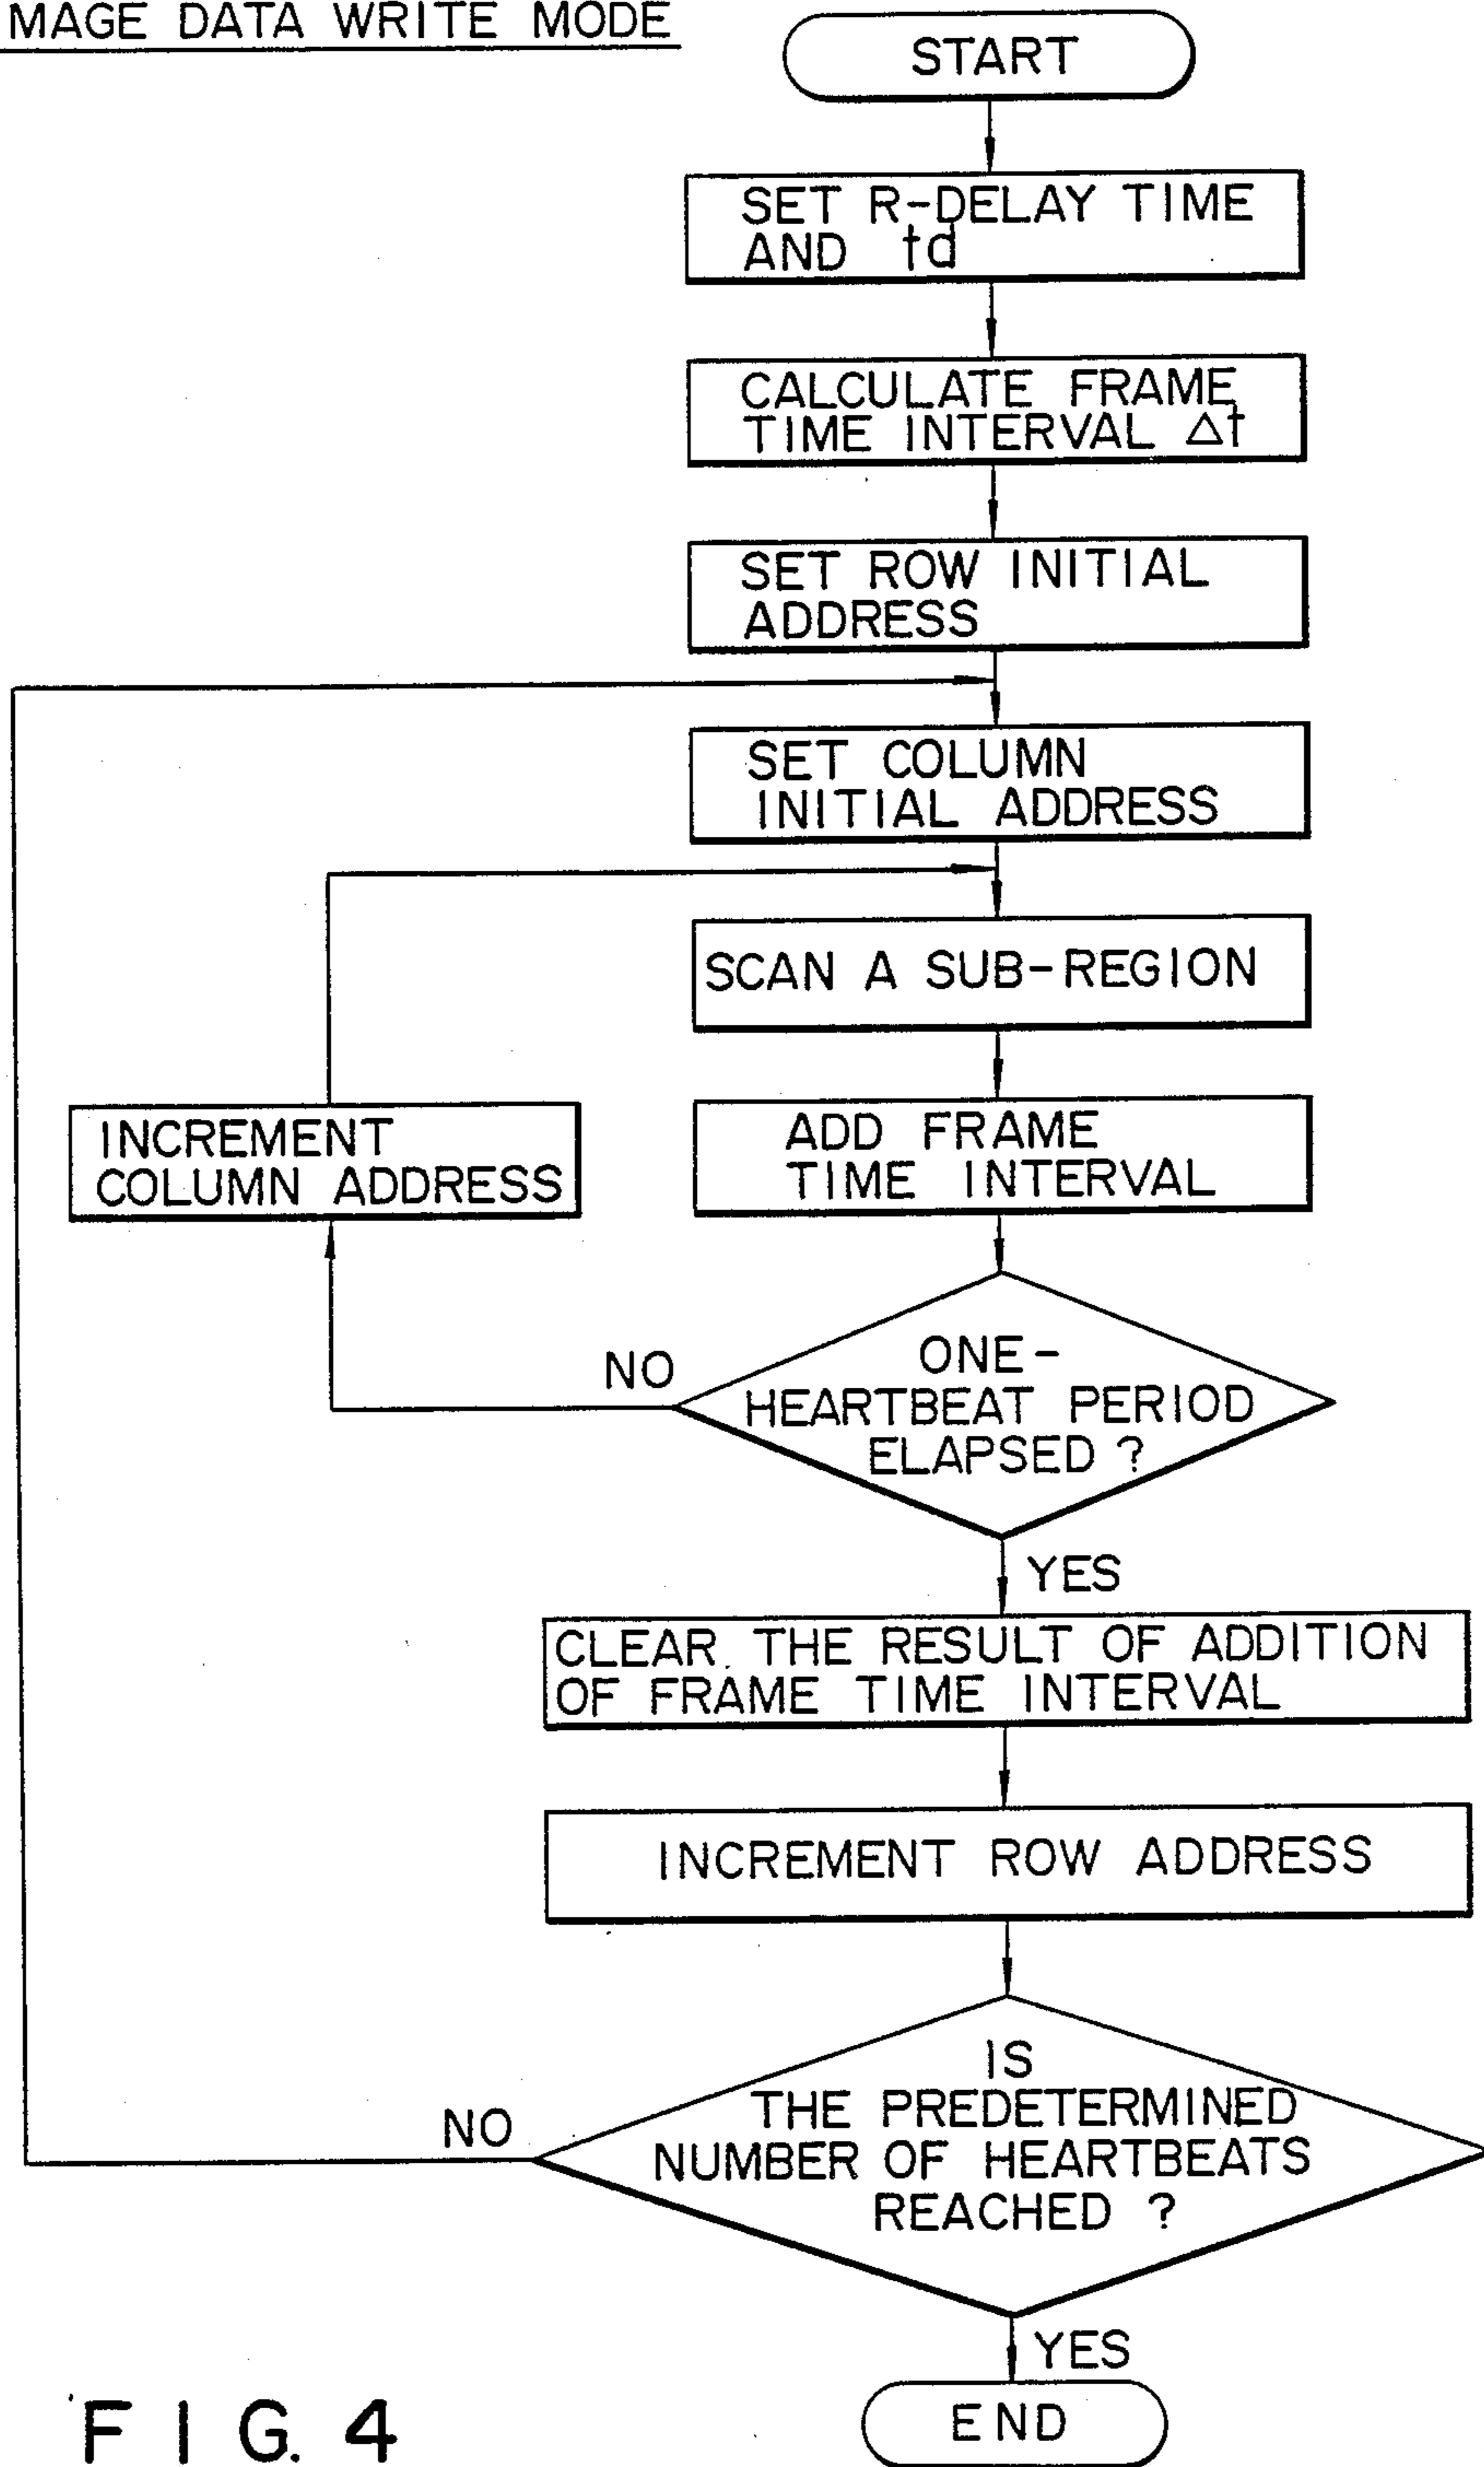 MAGE DATA WRITE MODE
START
SET R-DELAY TIME
AND td
CALCULATE FRAME
TIME INTERVAL Δt
SET ROW INITIAL
ADDRESS
SET COLUMN
INITIAL ADDRESS
SCAN A SUB-REGION
INCREMENT
COLUMN ADDRESS
ADD FRAME
TIME INTERVAL
NO
ONE-
HEARTBEAT PERIOD
ELAPSED ?
YES
CLEAR THE RESULT OF ADDITION
OF FRAME TIME INTERVAL
INCREMENT ROW ADDRESS
NO
IS
THE PREDETERMINED
NUMBER OF HEARTBEATS
REACHED ?
YES
END
FIG. 4